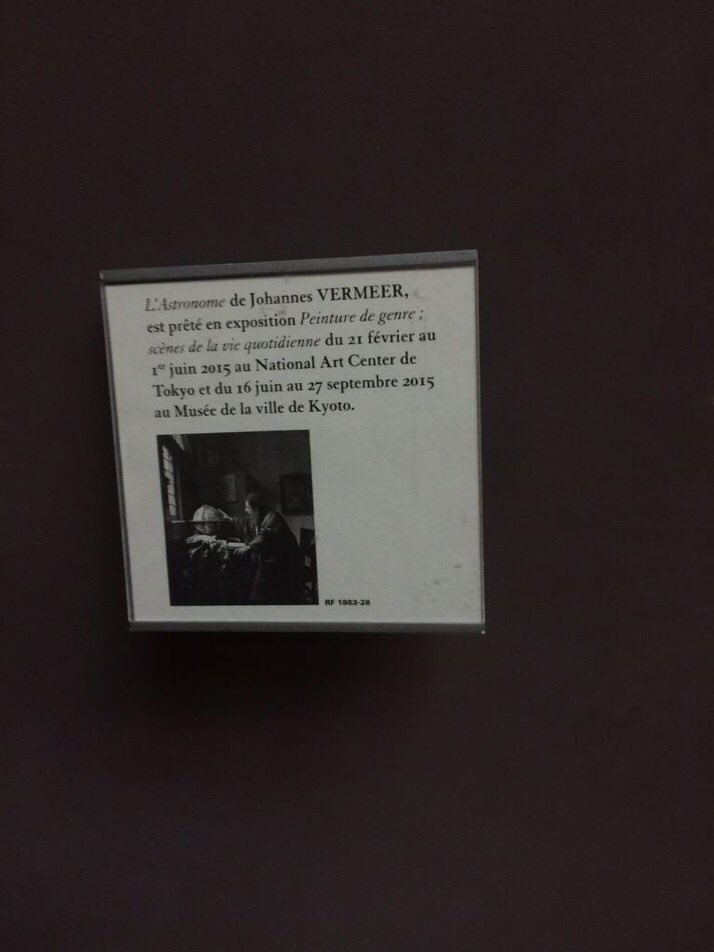 L'Astronome de Johannes VERMEER,
est prêté en exposition Peinture de genre ;
scènes de la vie quotidienne du 21 février au
1er juin 2015 au National Art Center de
Tokyo et du 16 juin au 27 septembre 2015
au Musée de la ville de Kyoto.
RF 1983-28